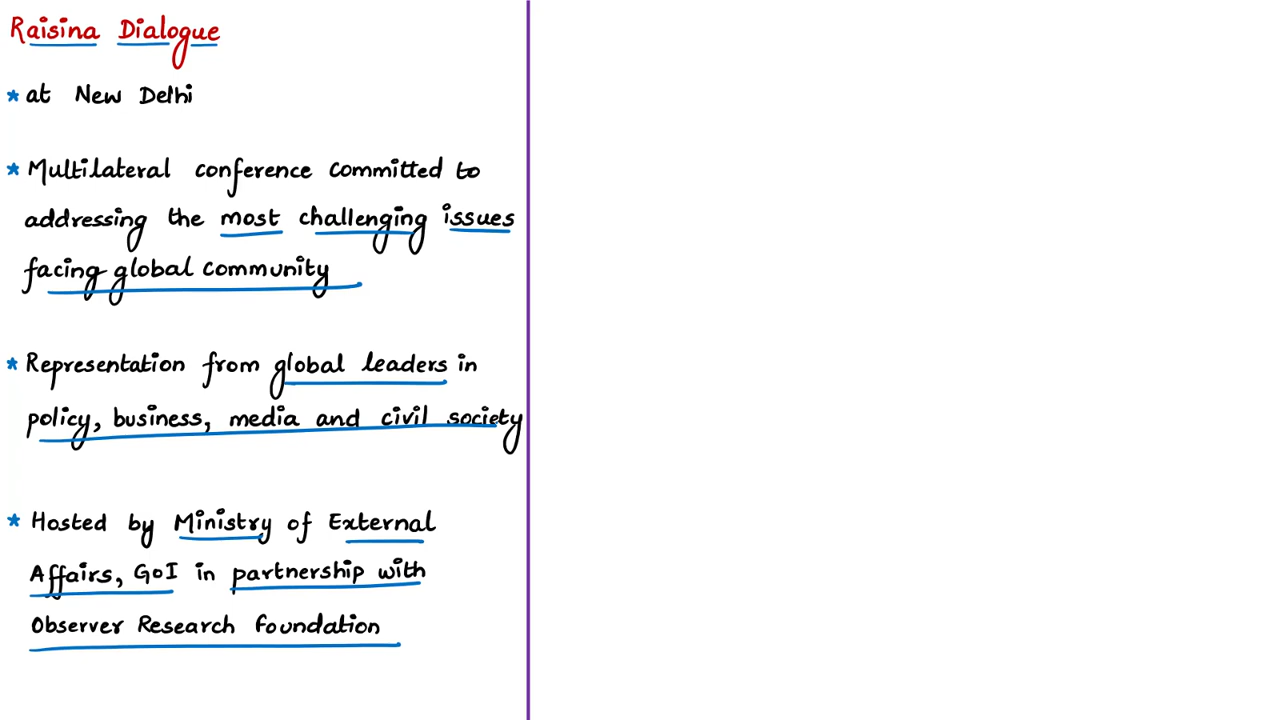 Raisina Dialogue
* at New Delhi
* Multilateral conference committed to
addressing the most challenging issues
facing global community
* Representation from global leaders in
policy, business, media and civil society
* Hosted by Ministry of External
Affairs, GoI in partnership with
Observer Research Foundation